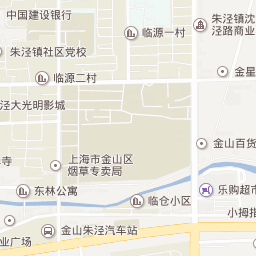 中国建设银行
朱泾镇沈
泾路商业
临源一村
朱泾镇社区党校
金星
临源二村
泾大光明影城
金山百货
寺
上海市金山区
烟草专卖局
东林公寓
乐购超市
临仓小区
小拇指
金山朱泾汽车站
业广场